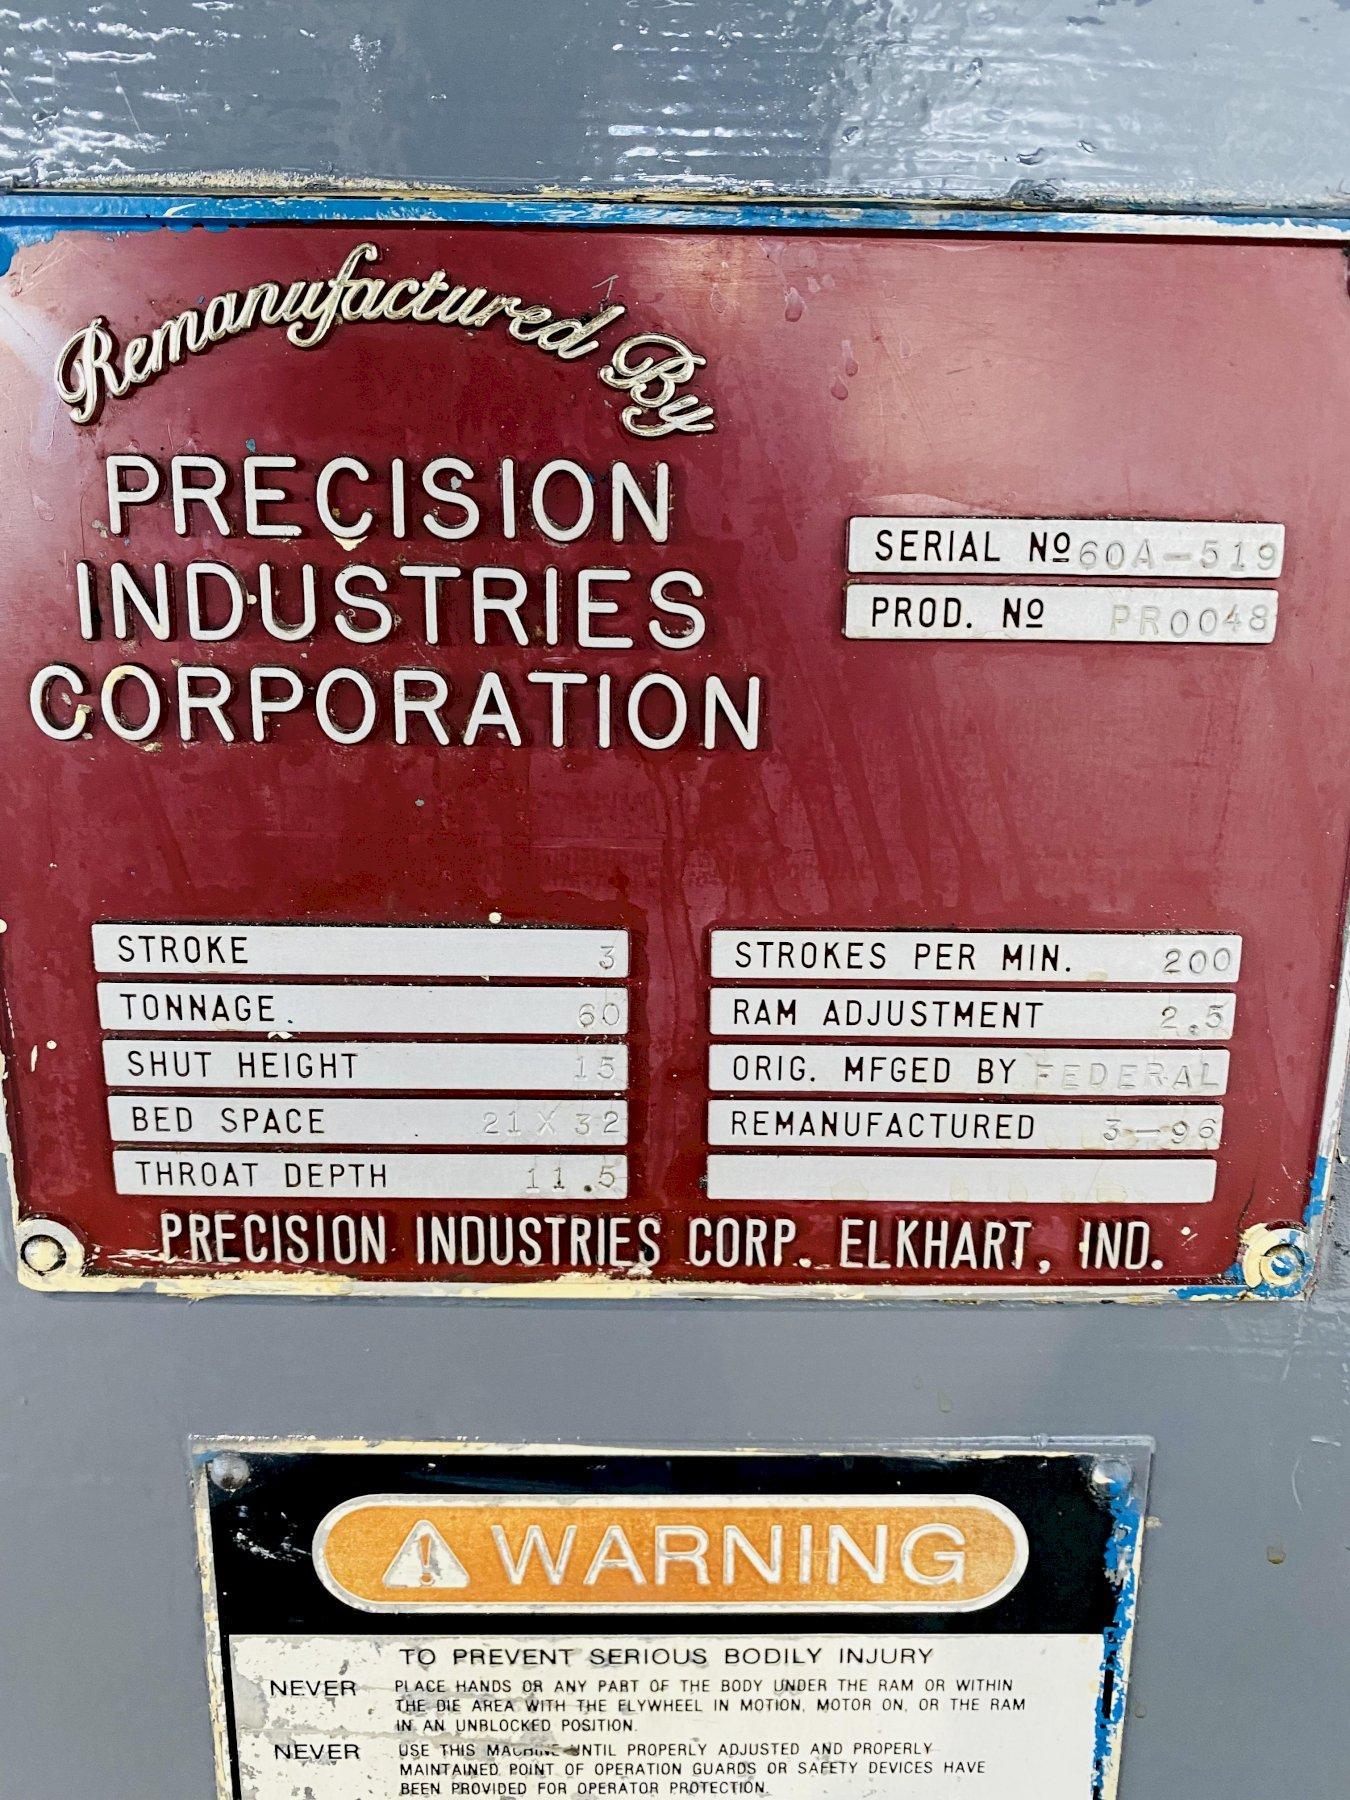 Remanufactured By
PRECISION
INDUSTRIES
CORPORATION
SERIAL Nº 60A-519
PROD. Nº PR0048
STROKE 3
TONNAGE 60
SHUT HEIGHT 15
BED SPACE 21 X 32
THROAT DEPTH 11.5
STROKES PER MIN. 200
RAM ADJUSTMENT 2.5
ORIG. MFGED BY FEDERAL
REMANUFACTURED 3-96
PRECISION INDUSTRIES CORP. ELKHART, IND.
WARNING
TO PREVENT SERIOUS BODILY INJURY
NEVER PLACE HANDS OR ANY PART OF THE BODY UNDER THE RAM OR WITHIN
THE DIE AREA WITH THE FLYWHEEL IN MOTION, MOTOR ON, OR THE RAM
IN AN UNBLOCKED POSITION.
NEVER USE THIS MACHINE UNTIL PROPERLY ADJUSTED AND PROPERLY
MAINTAINED POINT OF OPERATION GUARDS OR SAFETY DEVICES HAVE
BEEN PROVIDED FOR OPERATOR PROTECTION.